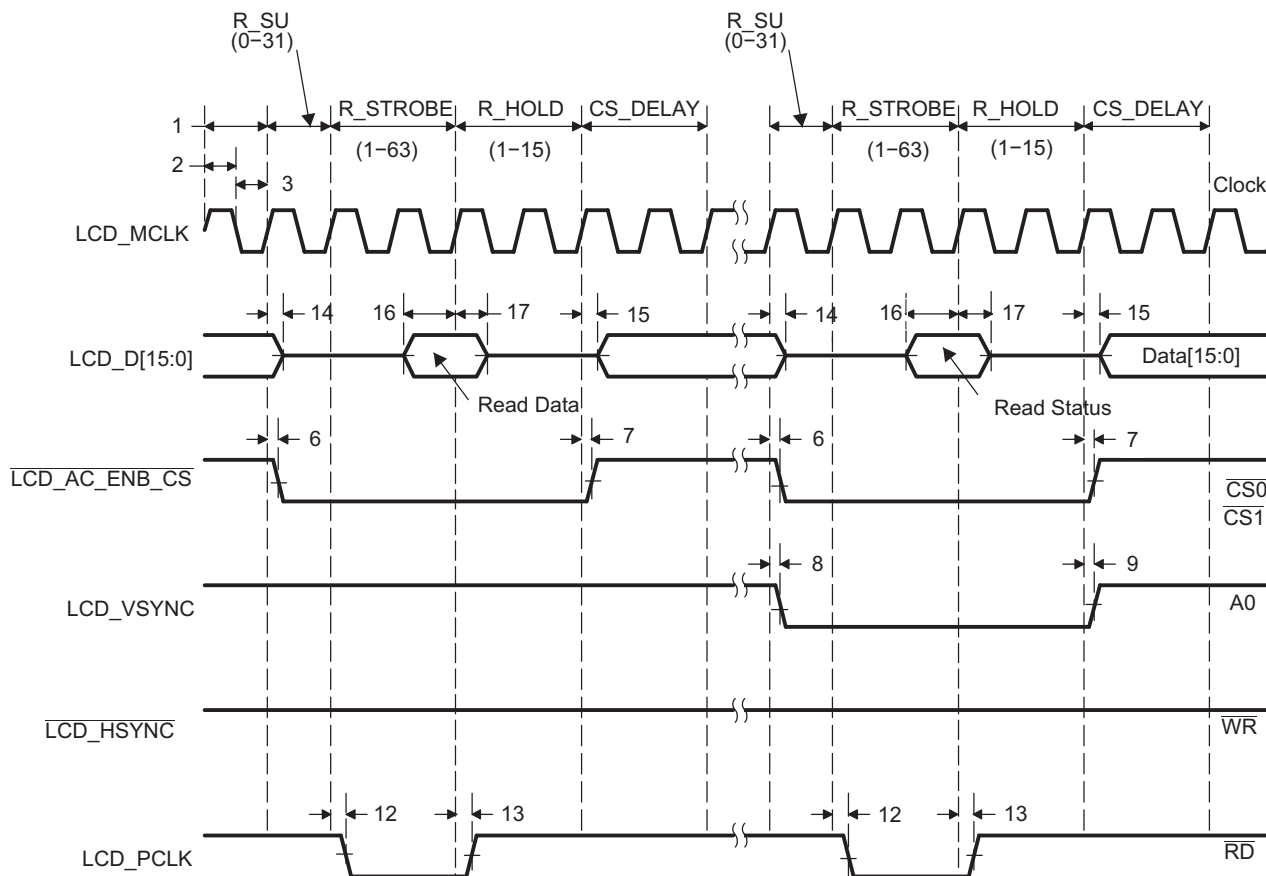 R_SU
(0−31)
R_SU
(0−31)
1
R_STROBE
R_HOLD
CS_DELAY
R_STROBE
R_HOLD
CS_DELAY
(1−63)
(1−15)
(1−63)
(1−15)
2
3
Clock
LCD_MCLK
14
16
17
15
14
16
17
15
LCD_D[15:0]
Data[15:0]
Read Data
Read Status
6
7
6
7
LCD_AC_ENB_CS
CS0
CS1
8
9
LCD_VSYNC
A0
LCD_HSYNC
WR
12
13
12
13
LCD_PCLK
RD